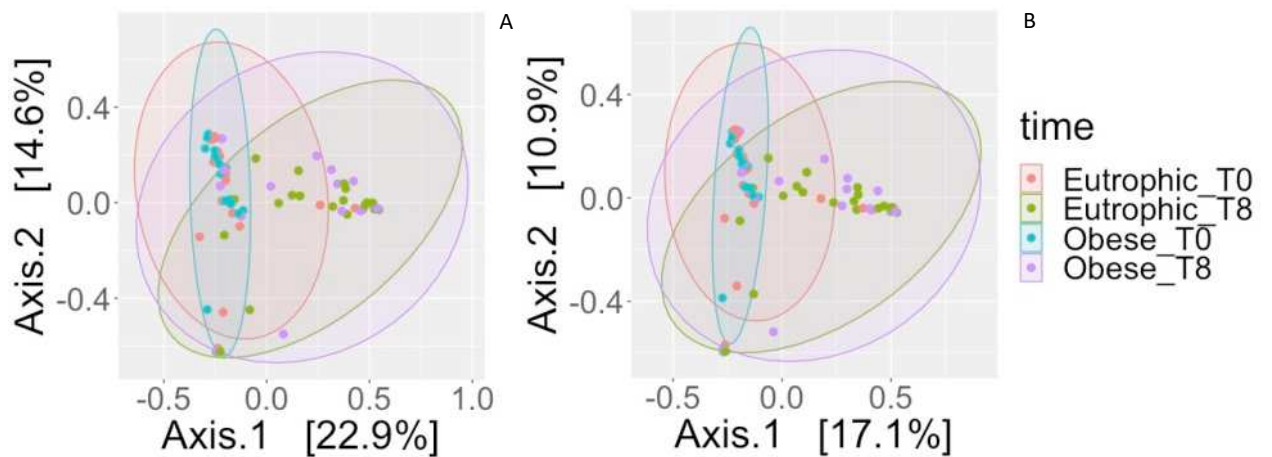 A
Axis.2 [14.6%]
0.4
0.0
-0.4
-0.5
0.0
0.5
1.0
Axis.1 [22.9%]
B
Axis.2 [10.9%]
0.4
0.0
-0.4
-0.5
0.0
0.5
Axis.1 [17.1%]
time
Eutrophic_T0
Eutrophic_T8
Obese_T0
Obese_T8